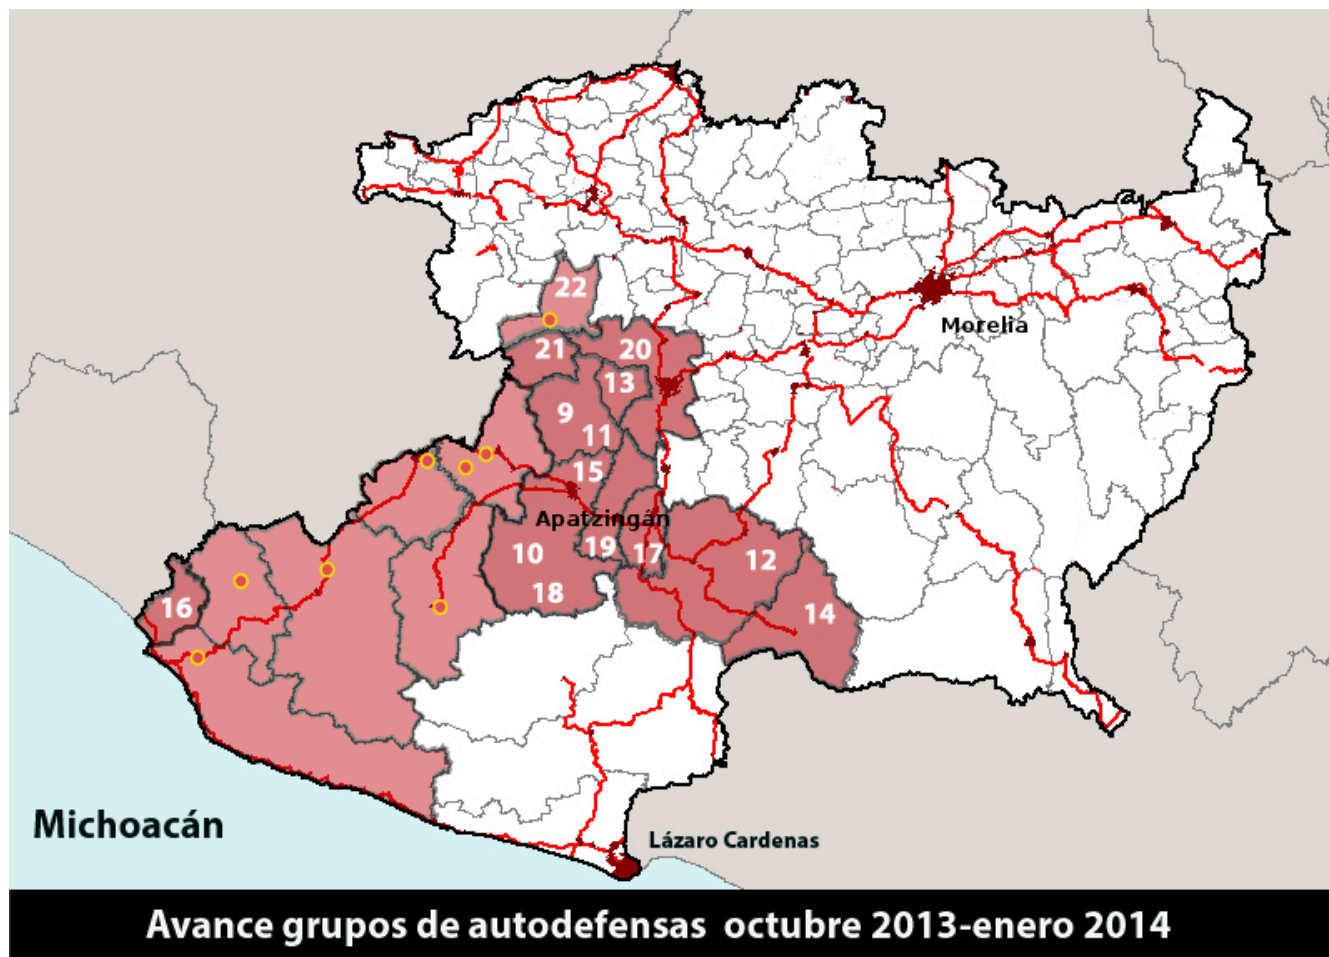 22
21
20
13
9
11
15
Apatzingán
10
19
17
12
18
16
14
Morelia
Lázaro Cardenas
Michoacán
Avance grupos de autodefensas octubre 2013-enero 2014